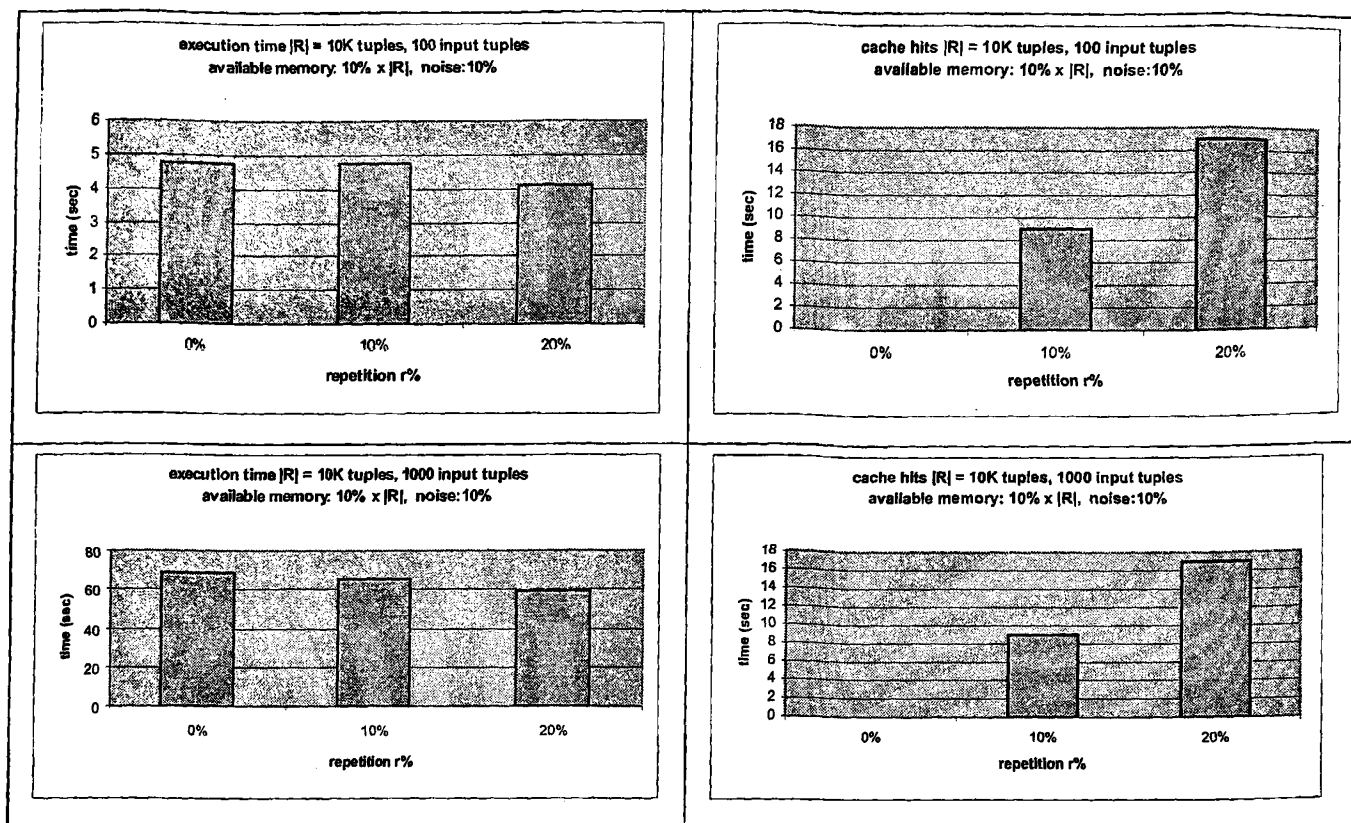 execution time |R| = 10K tuples, 100 input tuples
available memory: 10% x |R|, noise:10%
6
5
4
3
2
1
0
time (sec)
0% 10% 20%
repetition r%
cache hits |R| = 10K tuples, 100 input tuples
available memory: 10% x |R|, noise:10%
18
16
14
12
10
8
6
4
2
0
time (sec)
0% 10% 20%
repetition r%
execution time |R| = 10K tuples, 1000 input tuples
available memory: 10% x |R|, noise:10%
80
60
40
20
0
time (sec)
0% 10% 20%
repetition r%
cache hits |R| = 10K tuples, 1000 input tuples
available memory: 10% x |R|, noise:10%
18
16
14
12
10
8
6
4
2
0
time (sec)
0% 10% 20%
repetition r%